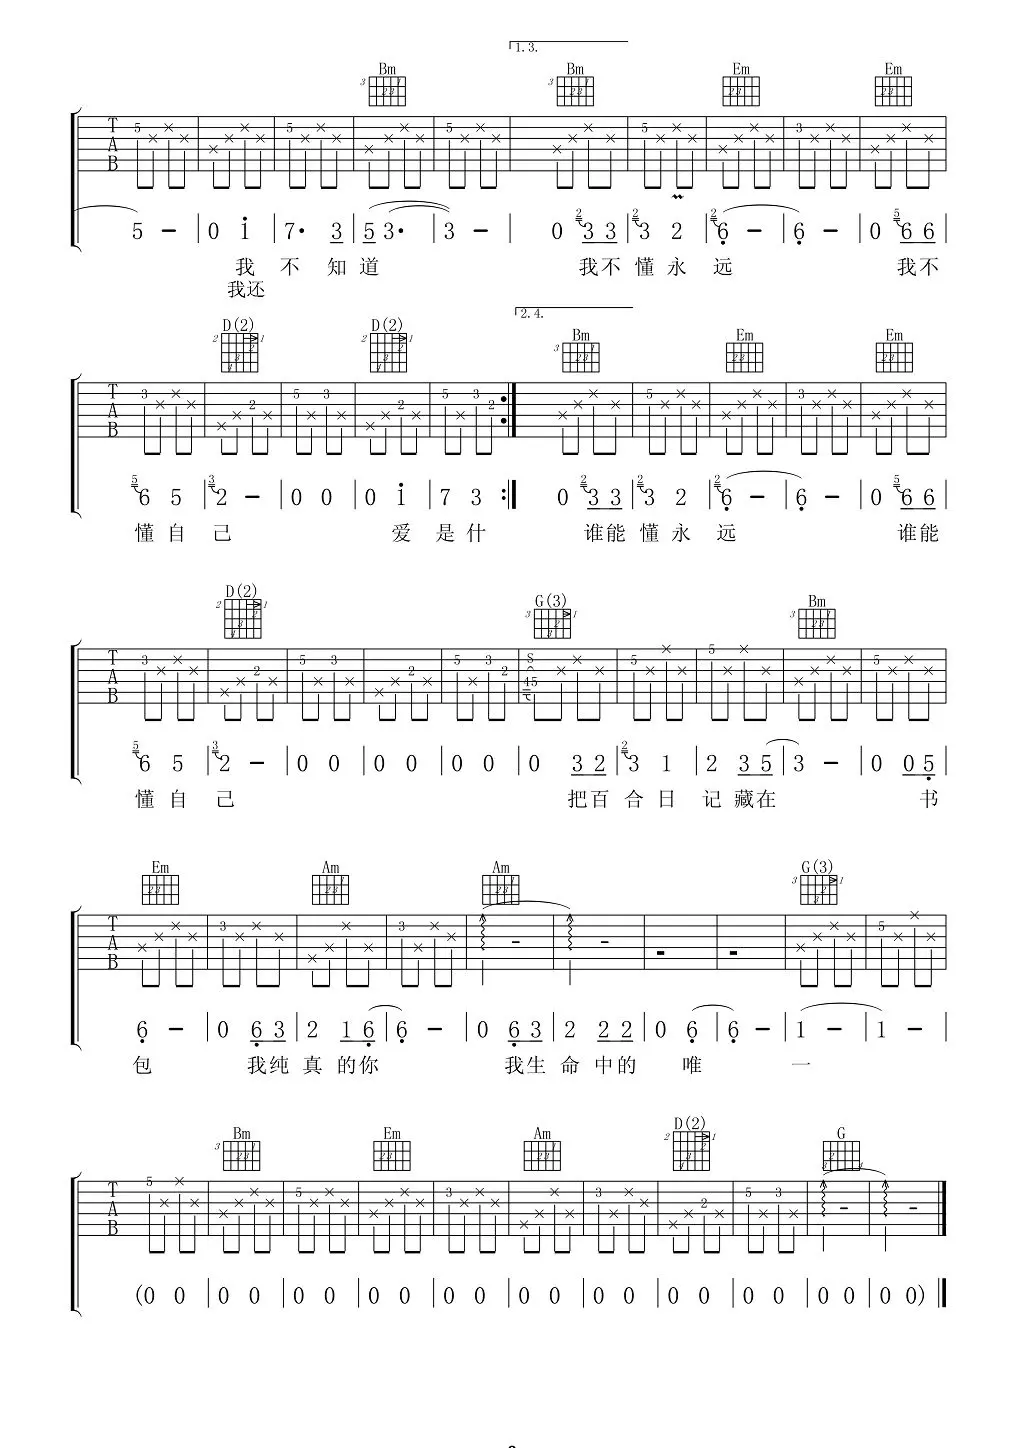 1.3.
Bm Bm Em Em
5 - 0 1 7· 3 5 3· 3 - 0 3 3 3 2 6 - 6 - 0 6 6
我 不 知 道 我不 懂 永 远 我不
我还
2.4.
D(2) D(2) Bm Em Em
6 5 2 - 0 0 0 1 7 3 0 3 3 3 2 6 - 6 - 0 6 6
懂 自 己 爱 是 什 谁能 懂 永 远 谁能
D(2) G(3) Bm
6 5 2 - 0 0 0 0 0 0 0 3 2 3 1 2 3 5 3 - 0 0 5
懂 自 己 把百 合 日 记 藏在 书
Em Am Am G(3)
6 - 0 6 3 2 1 6 6 - 0 6 3 2 2 2 0 6 6 - 1 - 1 -
包 我纯 真 的你 我生 命 中的 唯 一
Bm Em Am D(2) G
(0 0 0 0 0 0 0 0 0 0 0 0 0 0 0 0 0 0 0 0 0 0)